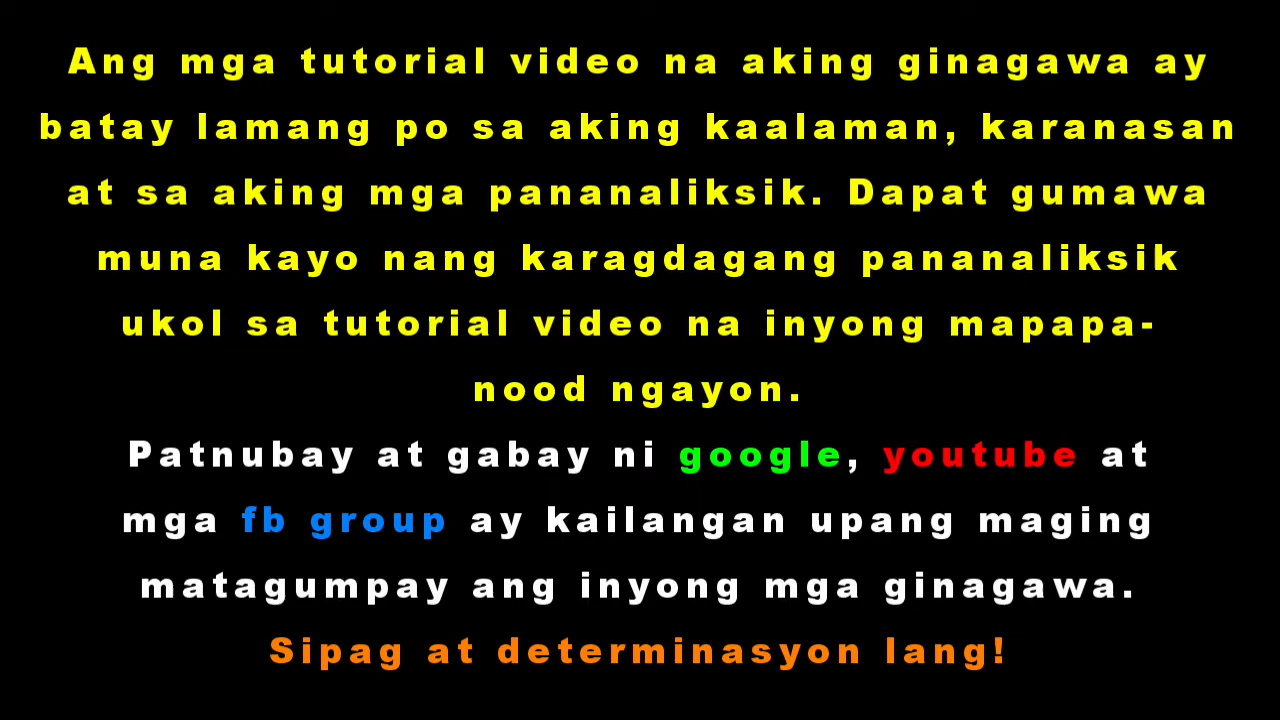 Ang mga tutorial video na aking ginagawa ay
batay lamang po sa aking kaalaman, karanasan
at sa aking mga pananaliksik. Dapat gumawa
muna kayo nang karagdagang pananaliksik
ukol sa tutorial video na inyong mapapa-
nood ngayon.
Patnubay at gabay ni google, youtube at
mga fb group ay kailangan upang maging
matagumpay ang inyong mga ginagawa.
Sipag at determinasyon lang!